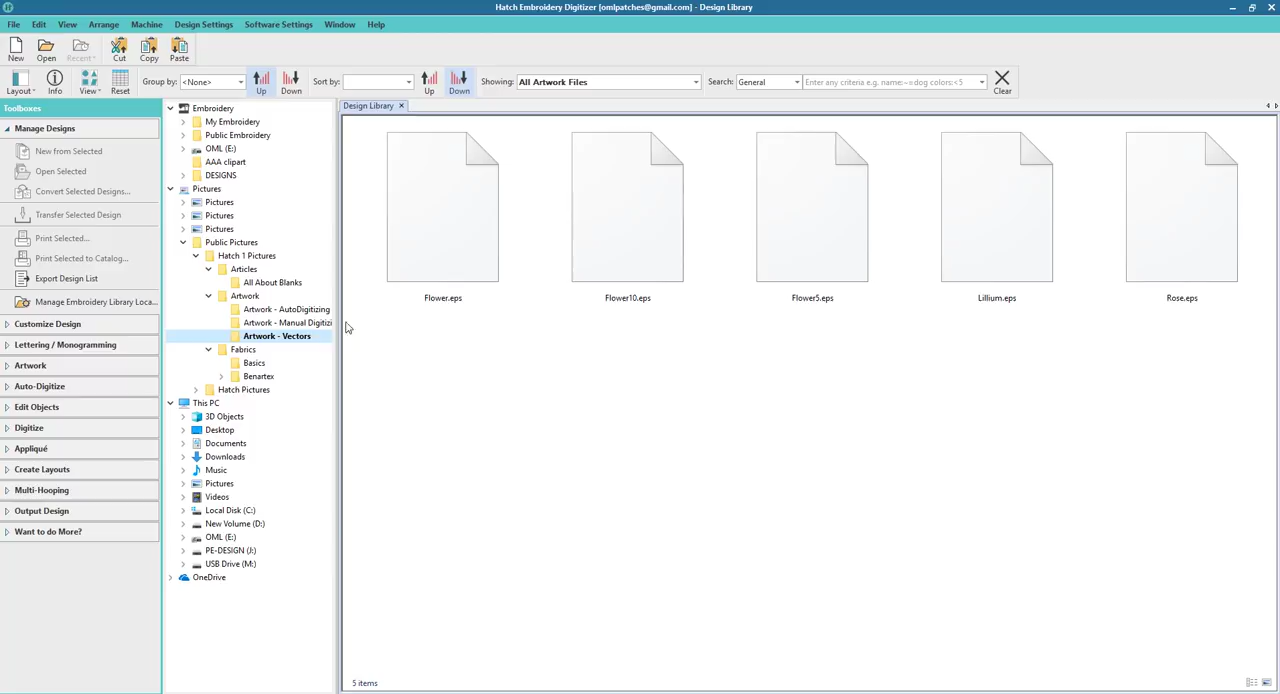 Hatch Embroidery Digitizer [omlpatches@gmail.com] - Design Library
File Edit View Arrange Machine Design Settings Software Settings Window Help
New Open Recent Cut Copy Paste
Layout Info View Reset Group by: <None> Up Down Sort by: Up Down Showing: All Artwork Files Search: General Enter any criteria e.g. name:~=dog colors:<5 Clear
Toolboxes
Manage Designs
New from Selected
Open Selected
Convert Selected Designs...
Transfer Selected Design
Print Selected...
Print Selected to Catalog...
Export Design List
Manage Embroidery Library Loca...
Customize Design
Lettering / Monogramming
Artwork
Auto-Digitize
Edit Objects
Digitize
Appliqué
Create Layouts
Multi-Hooping
Output Design
Want to do More?
Embroidery
My Embroidery
Public Embroidery
OML (E:)
AAA clipart
DESIGNS
Pictures
Pictures
Pictures
Pictures
Public Pictures
Hatch 1 Pictures
Articles
All About Blanks
Artwork
Artwork - AutoDigitizing
Artwork - Manual Digitizi
Artwork - Vectors
Fabrics
Basics
Benartex
Hatch Pictures
This PC
3D Objects
Desktop
Documents
Downloads
Music
Pictures
Videos
Local Disk (C:)
New Volume (D:)
OML (E:)
PE-DESIGN (J:)
USB Drive (M:)
OneDrive
Design Library
Flower.eps Flower10.eps Flower5.eps Lillium.eps Rose.eps
5 items